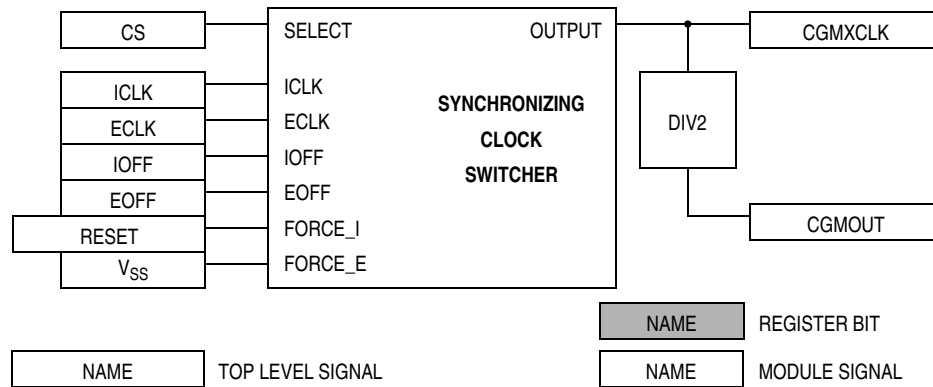 CS
SELECT
OUTPUT
CGMXCLK
ICLK
ICLK
ECLK
ECLK
IOFF
IOFF
EOFF
EOFF
RESET
FORCE_I
VSS
FORCE_E
SYNCHRONIZING
CLOCK
SWITCHER
DIV2
CGMOUT
NAME
REGISTER BIT
NAME
TOP LEVEL SIGNAL
NAME
MODULE SIGNAL